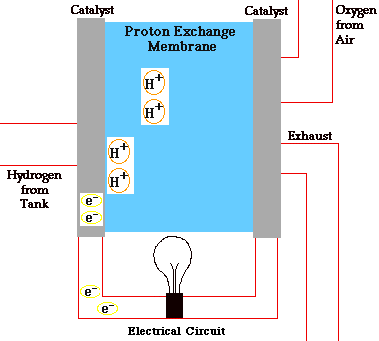 Catalyst
Catalyst
Oxygen
from
Air
Proton Exchange
Membrane
H+
H+
H+
H+
Exhaust
Hydrogen
from
Tank
e−
e−
e−
e−
Electrical Circuit